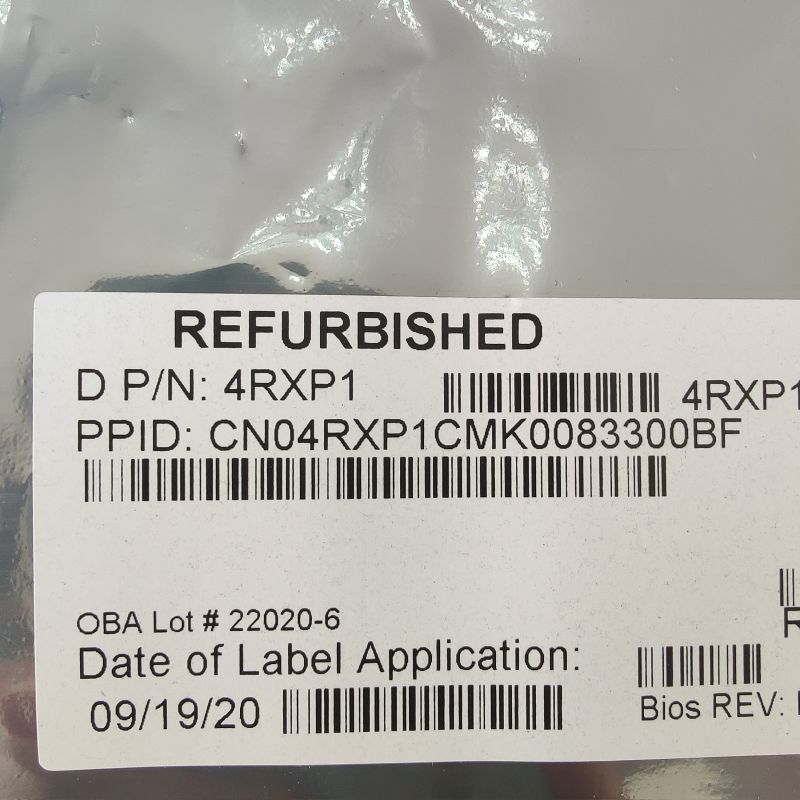 REFURBISHED
D P/N: 4RXP1 4RXP1
PPID: CN04RXP1CMK0083300BF
OBA Lot # 22020-6
R
Date of Label Application:
09/19/20
Bios REV: